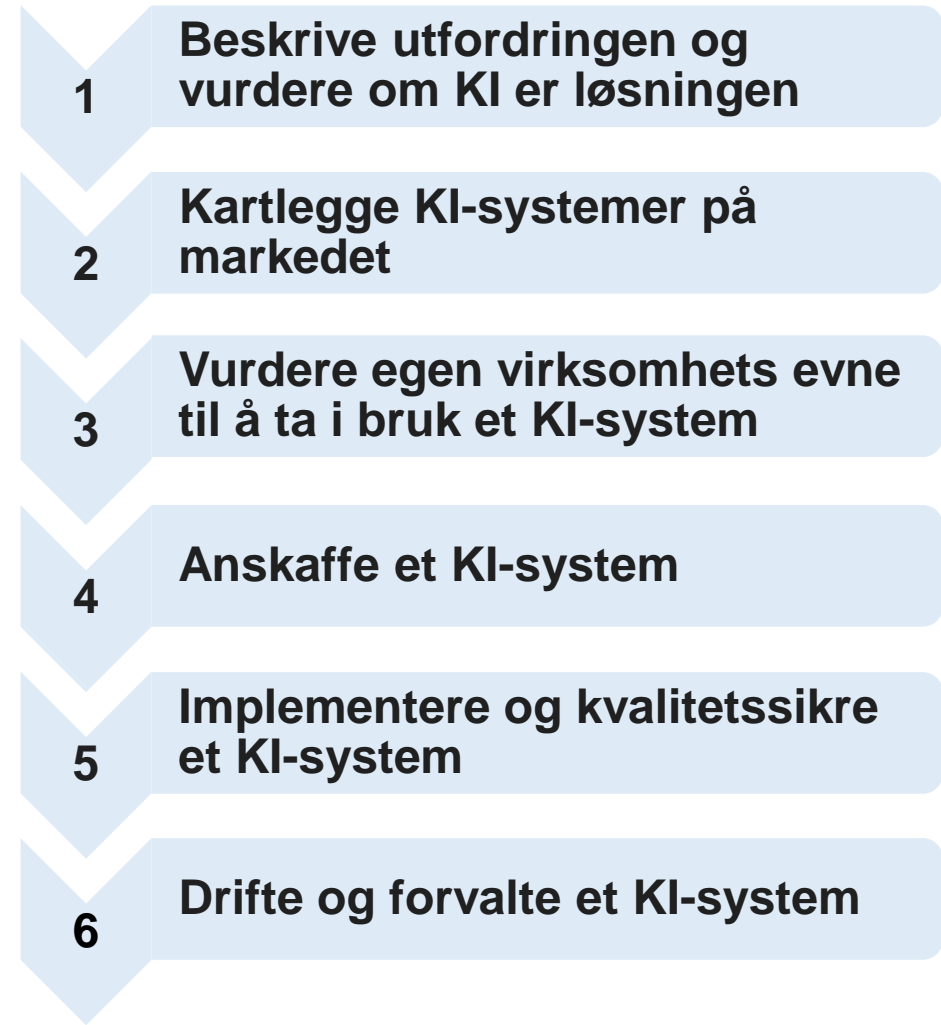 1
Beskrive utfordringen og
vurdere om KI er løsningen
2
Kartlegge KI-systemer på
markedet
3
Vurdere egen virksomhets evne
til å ta i bruk et KI-system
4
Anskaffe et KI-system
5
Implementere og kvalitetssikre
et KI-system
6
Drifte og forvalte et KI-system